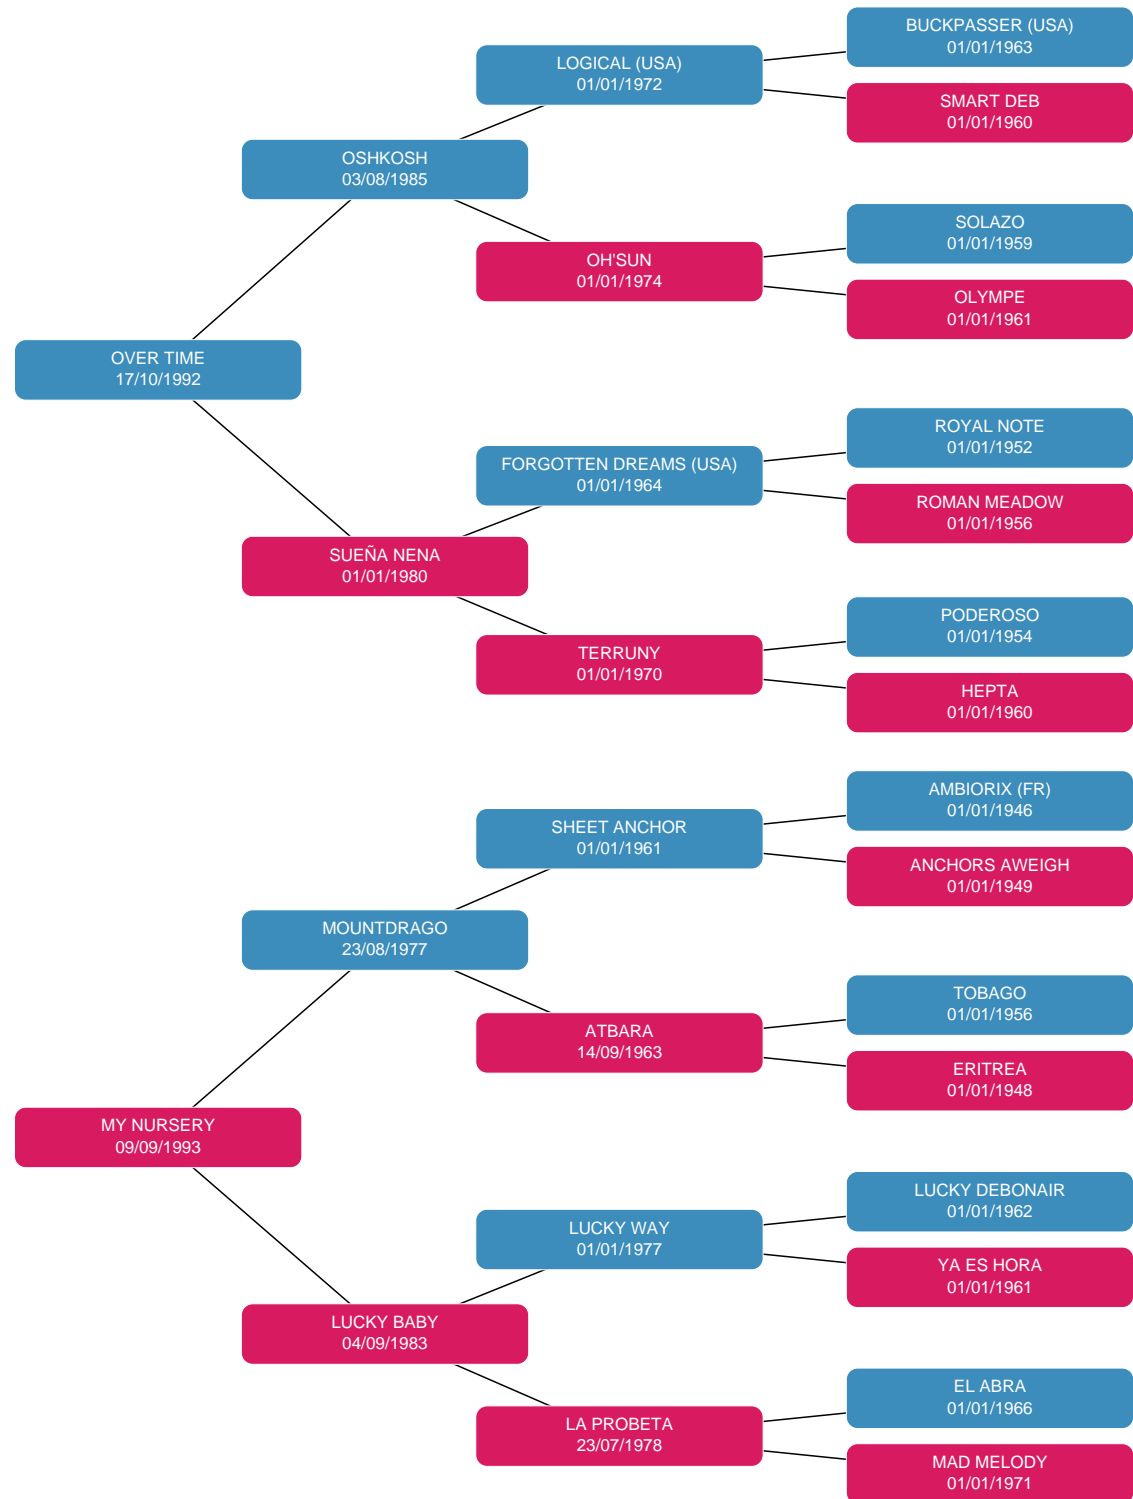 BUCKPASSER (USA)
01/01/1963
LOGICAL (USA)
01/01/1972
SMART DEB
01/01/1960
OSHKOSH
03/08/1985
SOLAZO
01/01/1959
OH'SUN
01/01/1974
OLYMPE
01/01/1961
OVER TIME
17/10/1992
ROYAL NOTE
01/01/1952
FORGOTTEN DREAMS (USA)
01/01/1964
ROMAN MEADOW
01/01/1956
SUEÑA NENA
01/01/1980
PODEROSO
01/01/1954
TERRUNY
01/01/1970
HEPTA
01/01/1960
AMBIORIX (FR)
01/01/1946
SHEET ANCHOR
01/01/1961
ANCHORS AWEIGH
01/01/1949
MOUNTDRAGO
23/08/1977
TOBAGO
01/01/1956
ATBARA
14/09/1963
ERITREA
01/01/1948
MY NURSERY
09/09/1993
LUCKY DEBONAIR
01/01/1962
LUCKY WAY
01/01/1977
YA ES HORA
01/01/1961
LUCKY BABY
04/09/1983
EL ABRA
01/01/1966
LA PROBETA
23/07/1978
MAD MELODY
01/01/1971